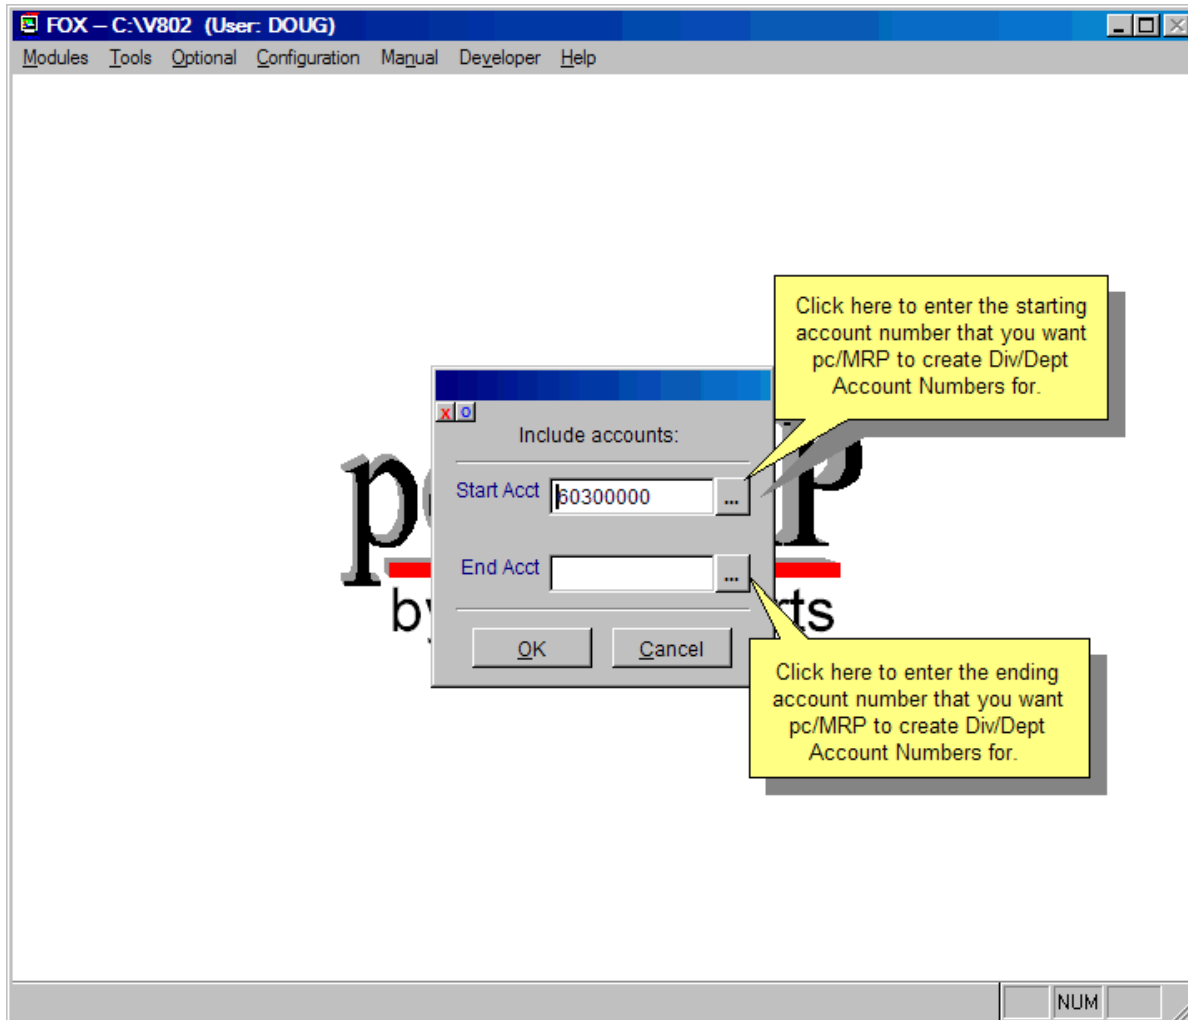 FOX – C:\V802 (User: DOUG)
Modules Tools Optional Configuration Manual Developer Help
Click here to enter the starting
account number that you want
pc/MRP to create Div/Dept
Account Numbers for.
x o
Include accounts:
Start Acct 60300000 ...
End Acct ...
OK Cancel
by
Click here to enter the ending
account number that you want
pc/MRP to create Div/Dept
Account Numbers for.
NUM